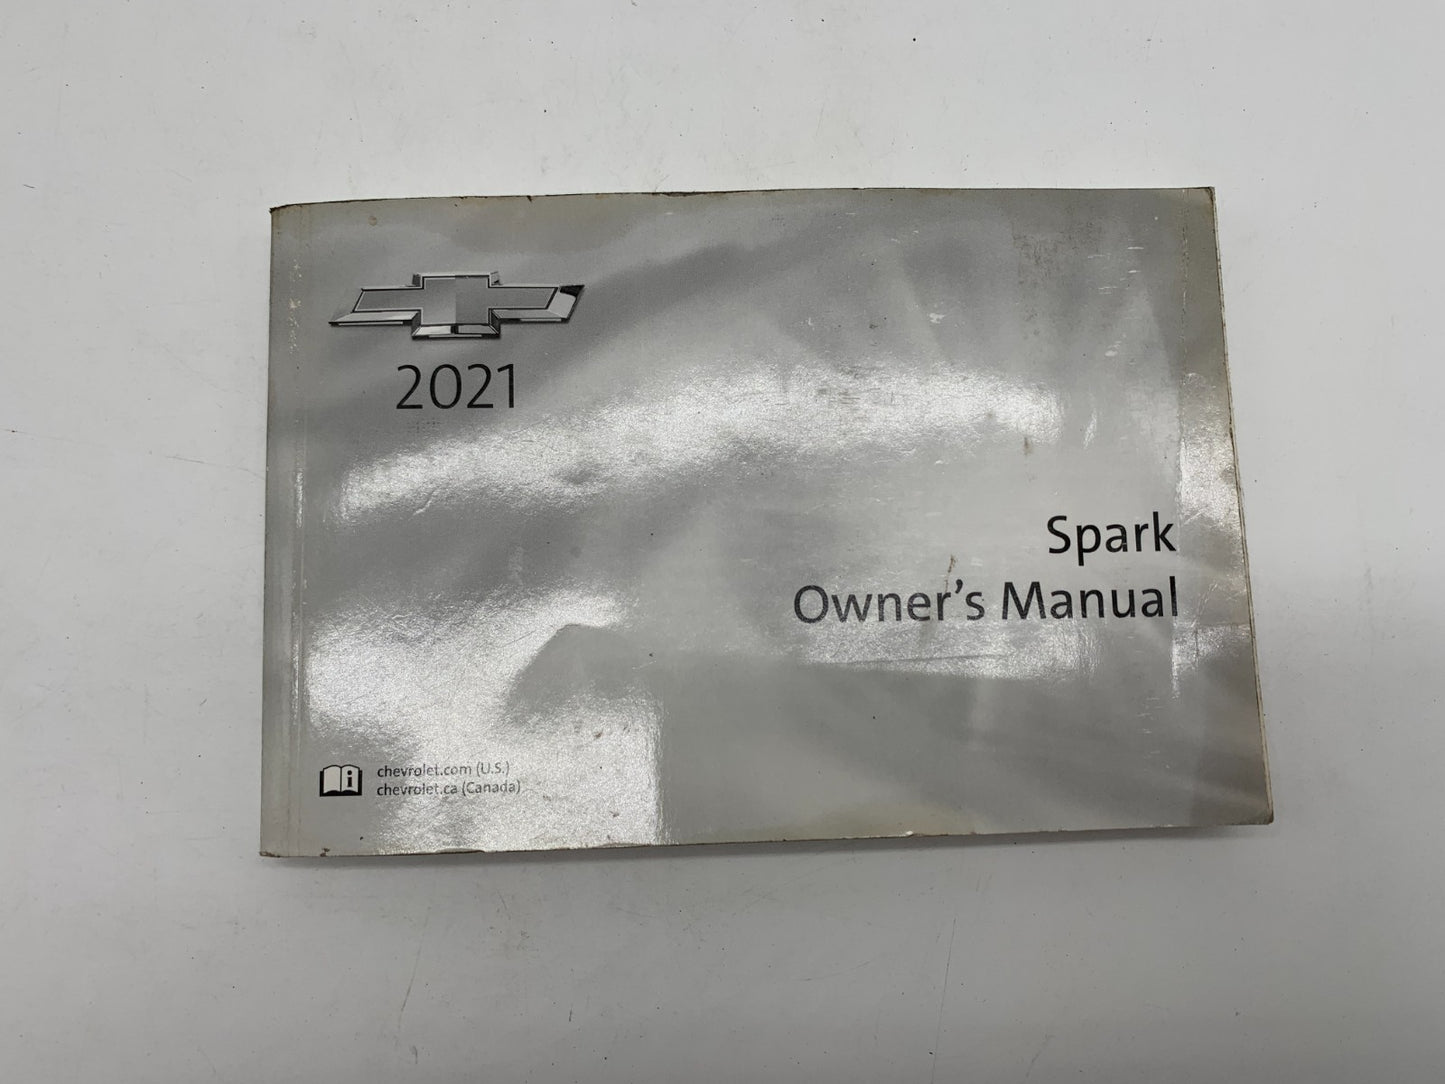 2021
Spark
Owner's Manual
chevrolet.com (U.S.)
chevrolet.ca (Canada)